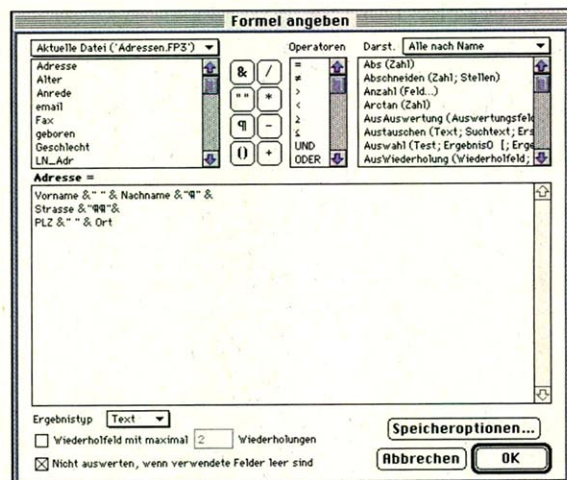 Formel angeben
Aktuelle Datei ('Adressen.FP3')
Adresse
Alter
Anrede
email
Fax
geboren
Geschlecht
LN_Adr
& /
"" *
¶ -
() +
Operatoren
=
≠
>
<
≥
≤
UND
ODER
Darst. Alle nach Name
Abs (Zahl)
Abschneiden (Zahl; Stellen)
Anzahl (Feld...)
Arctan (Zahl)
AusAuswertung (Auswertungsfeld
Austauschen (Text; Suchtext; Ers
Auswahl (Test; Ergebnis0 [; Erge
AusWiederholung (Wiederholfeld;
Adresse =
Vorname &" "& Nachname &"¶" &
Strasse &"¶¶"&
PLZ &" "& Ort
Ergebnistyp Text
Wiederholfeld mit maximal 2 Wiederholungen
Nicht auswerten, wenn verwendete Felder leer sind
Speicheroptionen...
Abbrechen OK